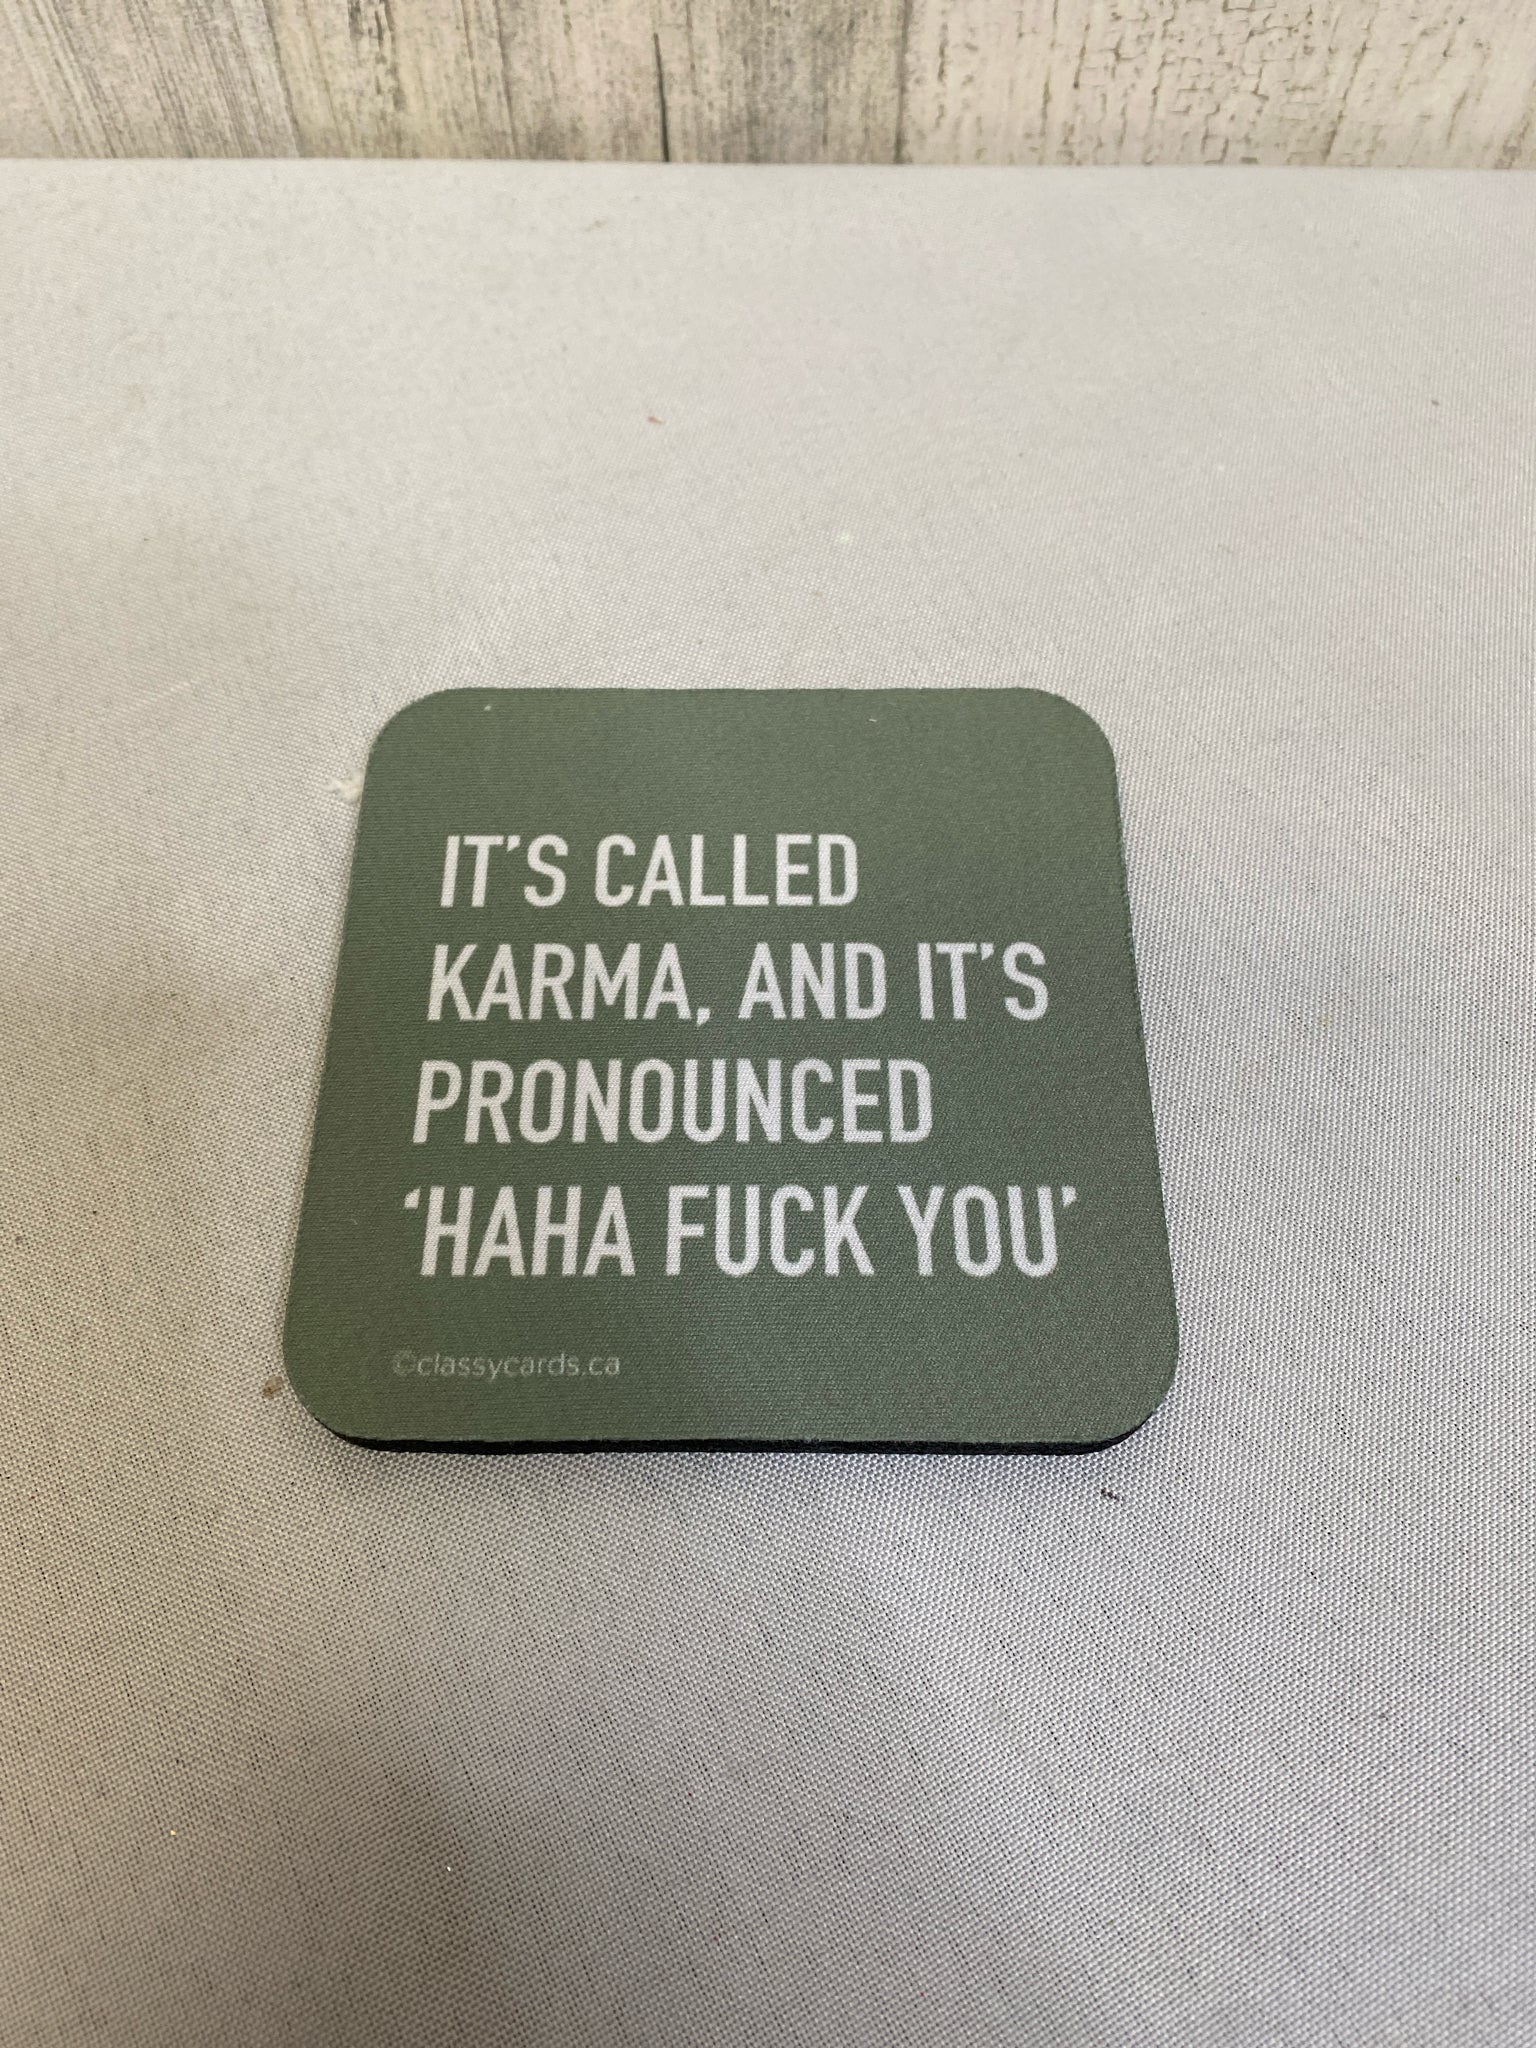 IT'S CALLED
KARMA, AND IT'S
PRONOUNCED
‘HAHA FUCK YOU’
©classycards.ca